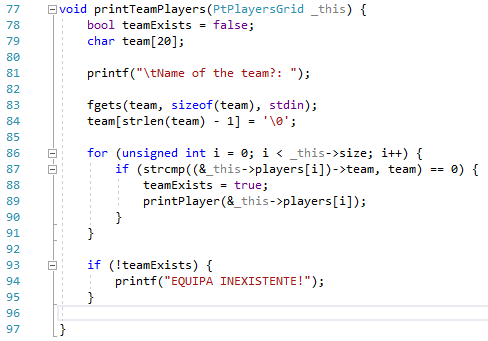 77 void printTeamPlayers(PtPlayersGrid _this) {
78 bool teamExists = false;
79 char team[20];
80
81 printf("\tName of the team?: ");
82
83 fgets(team, sizeof(team), stdin);
84 team[strlen(team) - 1] = '\0';
85
86 for (unsigned int i = 0; i < _this->size; i++) {
87 if (strcmp((&_this->players[i])->team, team) == 0) {
88 teamExists = true;
89 printPlayer(&_this->players[i]);
90 }
91 }
92
93 if (!teamExists) {
94 printf("EQUIPA INEXISTENTE!");
95 }
96
97 }